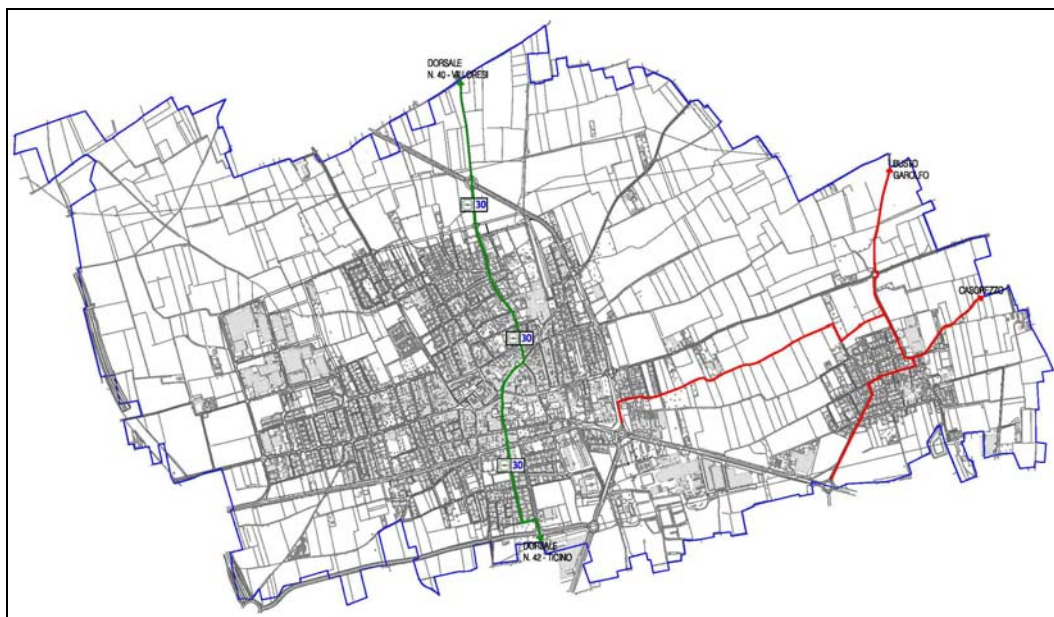 DORSALE
N. 40 - VILLORESI
BUSTO
GAROLFO
30
CASOREZZO
30
30
DORSALE
N. 42 - TICINO